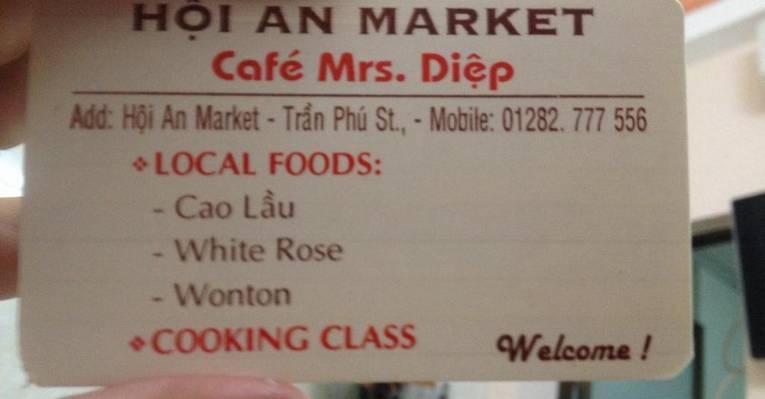 HỘI AN MARKET
Café Mrs. Diệp
Add: Hội An Market - Trần Phú St., - Mobile: 01282. 777 556
❖LOCAL FOODS:
- Cao Lầu
- White Rose
- Wonton
❖COOKING CLASS
Welcome !